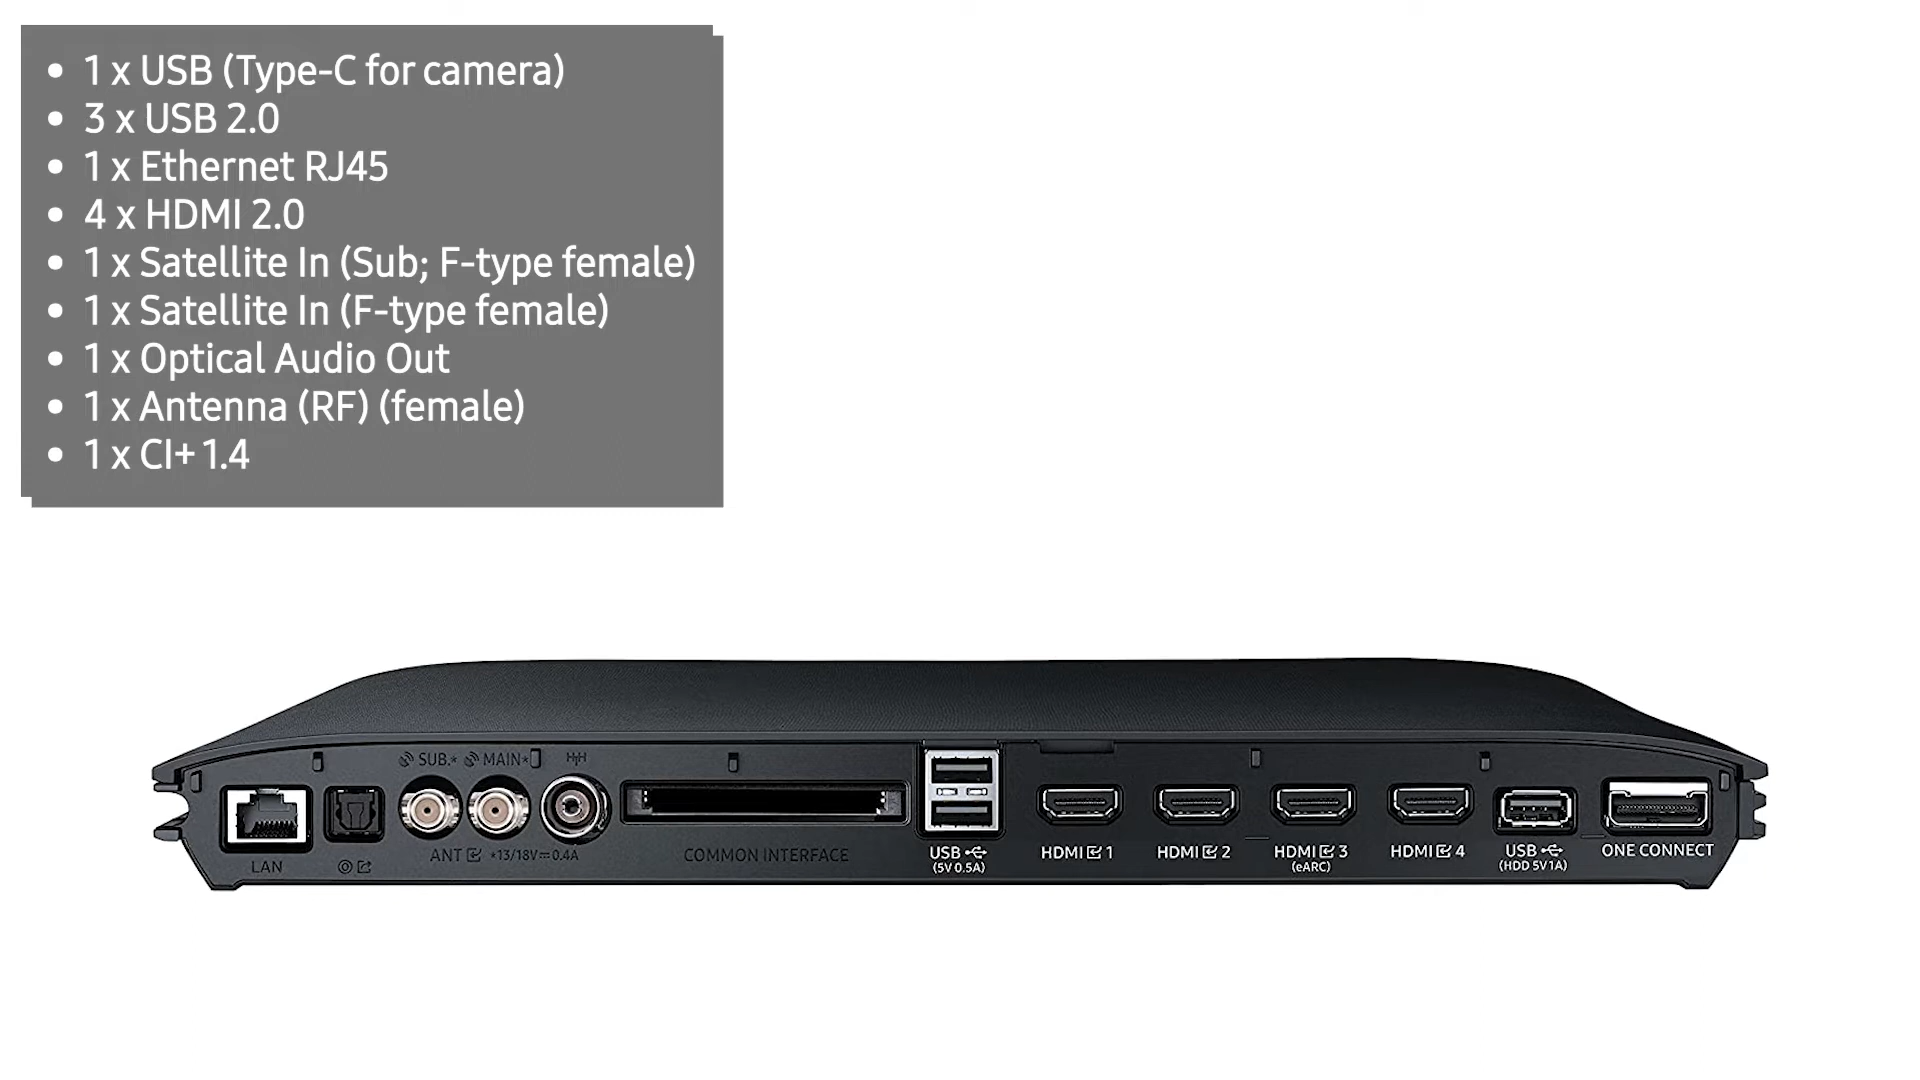 • 1 x USB (Type-C for camera)
• 3 x USB 2.0
• 1 x Ethernet RJ45
• 4 x HDMI 2.0
• 1 x Satellite In (Sub; F-type female)
• 1 x Satellite In (F-type female)
• 1 x Optical Audio Out
• 1 x Antenna (RF) (female)
• 1 x CI+ 1.4
SUB.* MAIN*
LAN
ANT *13/18V⎓0.4A
COMMON INTERFACE
USB
(5V 0.5A)
HDMI 1
HDMI 2
HDMI 3
(eARC)
HDMI 4
USB
(HDD 5V1A)
ONE CONNECT